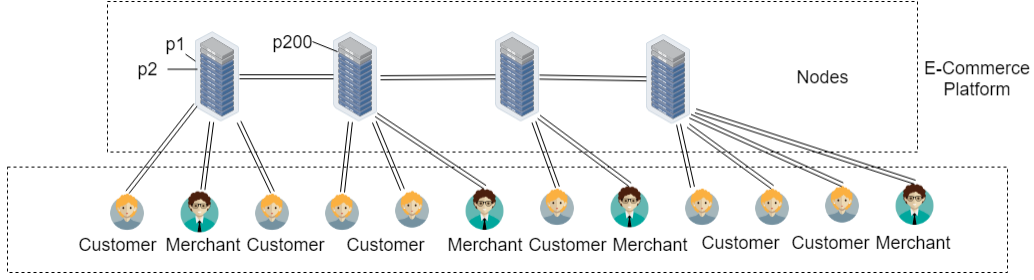 p1
p2
p200
Nodes
E-Commerce
Platform
Customer Merchant Customer Customer Merchant Customer Merchant Customer Customer Merchant